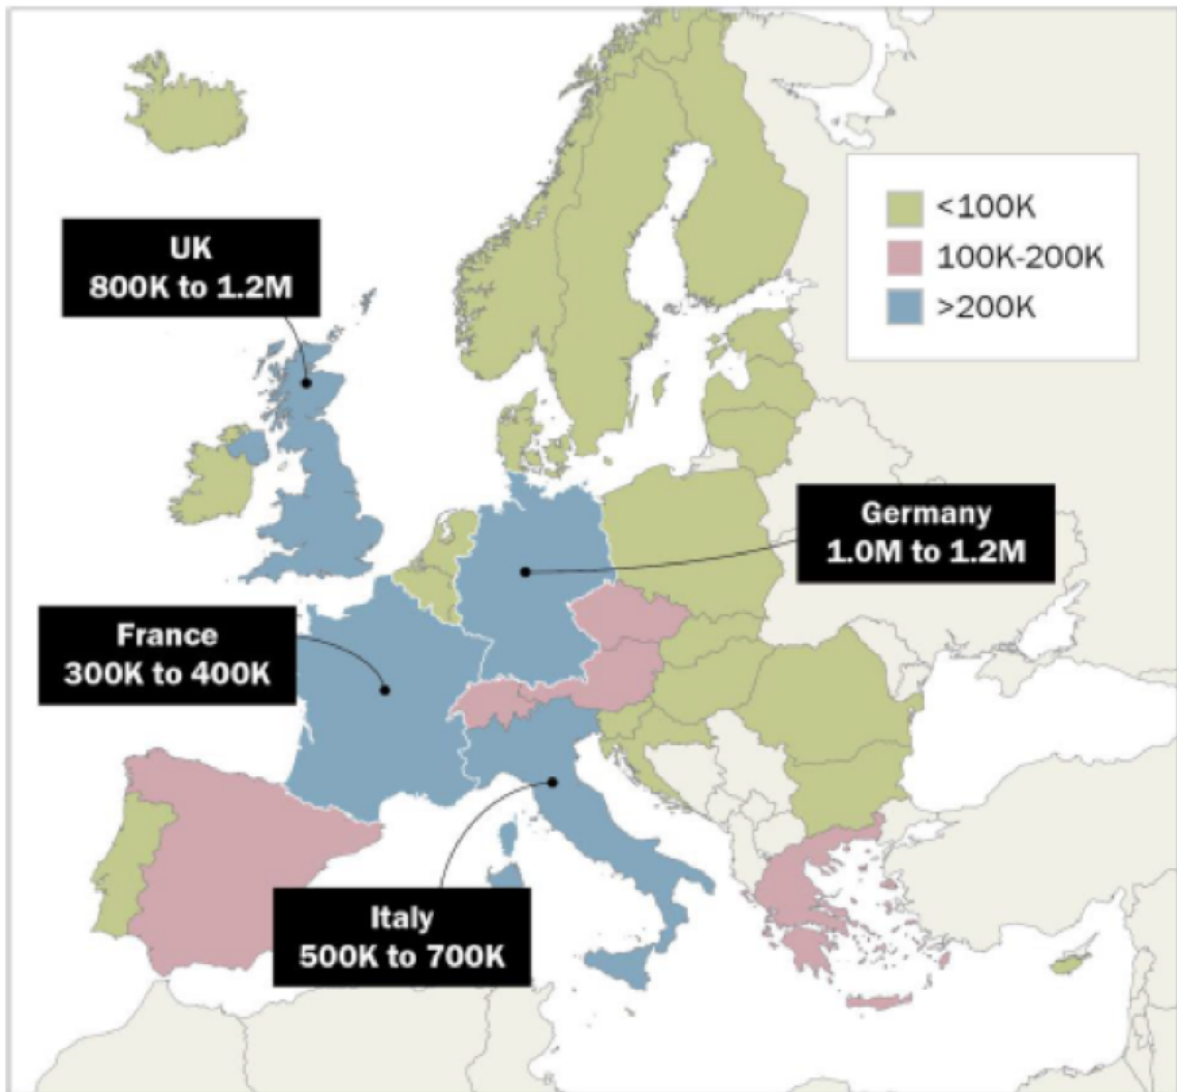 <100K
100K-200K
>200K
UK
800K to 1.2M
Germany
1.0M to 1.2M
France
300K to 400K
Italy
500K to 700K